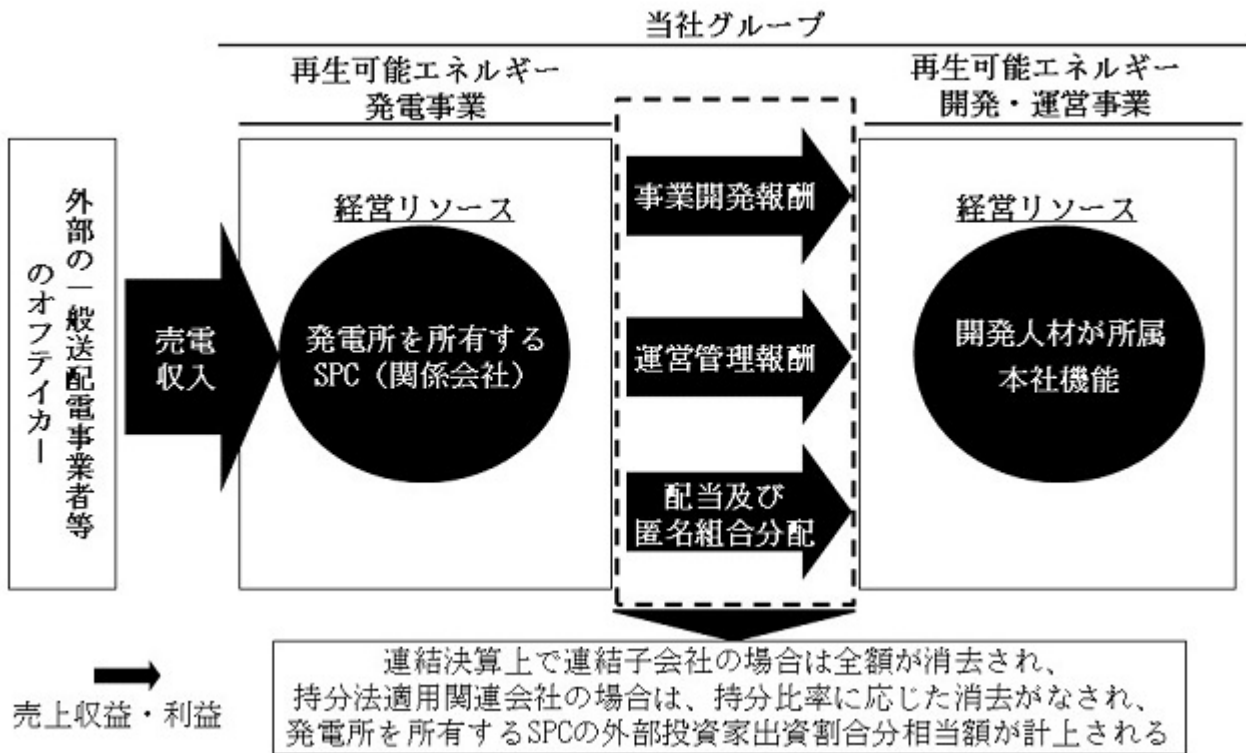 当社グループ
再生可能エネルギー
発電事業
再生可能エネルギー
開発・運営事業
外部の一般送配電事業者等
のオフテイカー
売電
収入
経営リソース
発電所を所有する
SPC（関係会社）
事業開発報酬
運営管理報酬
配当及び
匿名組合分配
経営リソース
開発人材が所属
本社機能
売上収益・利益
連結決算上で連結子会社の場合は全額が消去され、
持分法適用関連会社の場合は、持分比率に応じた消去がなされ、
発電所を所有するSPCの外部投資家出資割合分相当額が計上される